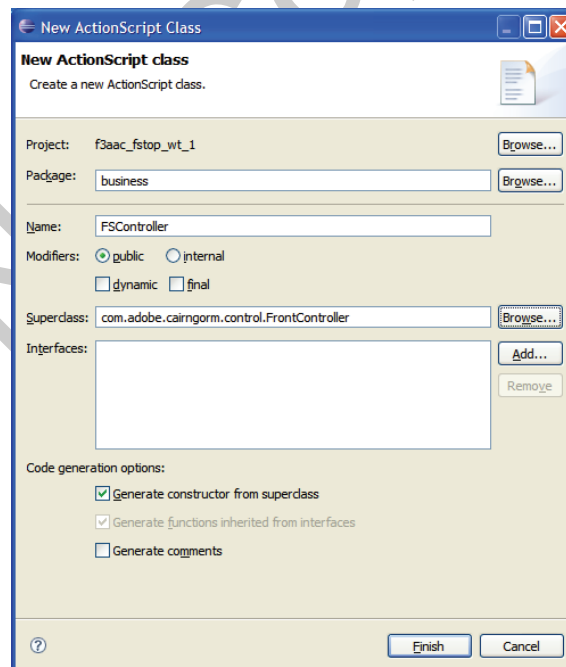 New ActionScript Class
New ActionScript class
Create a new ActionScript class.
Project: f3aac_fstop_wt_1 Browse...
Package: business Browse...
Name: FSController
Modifiers: public internal
dynamic final
Superclass: com.adobe.cairngorm.control.FrontController Browse...
Interfaces: Add...
Remove
Code generation options:
Generate constructor from superclass
Generate functions inherited from interfaces
Generate comments
? Finish Cancel